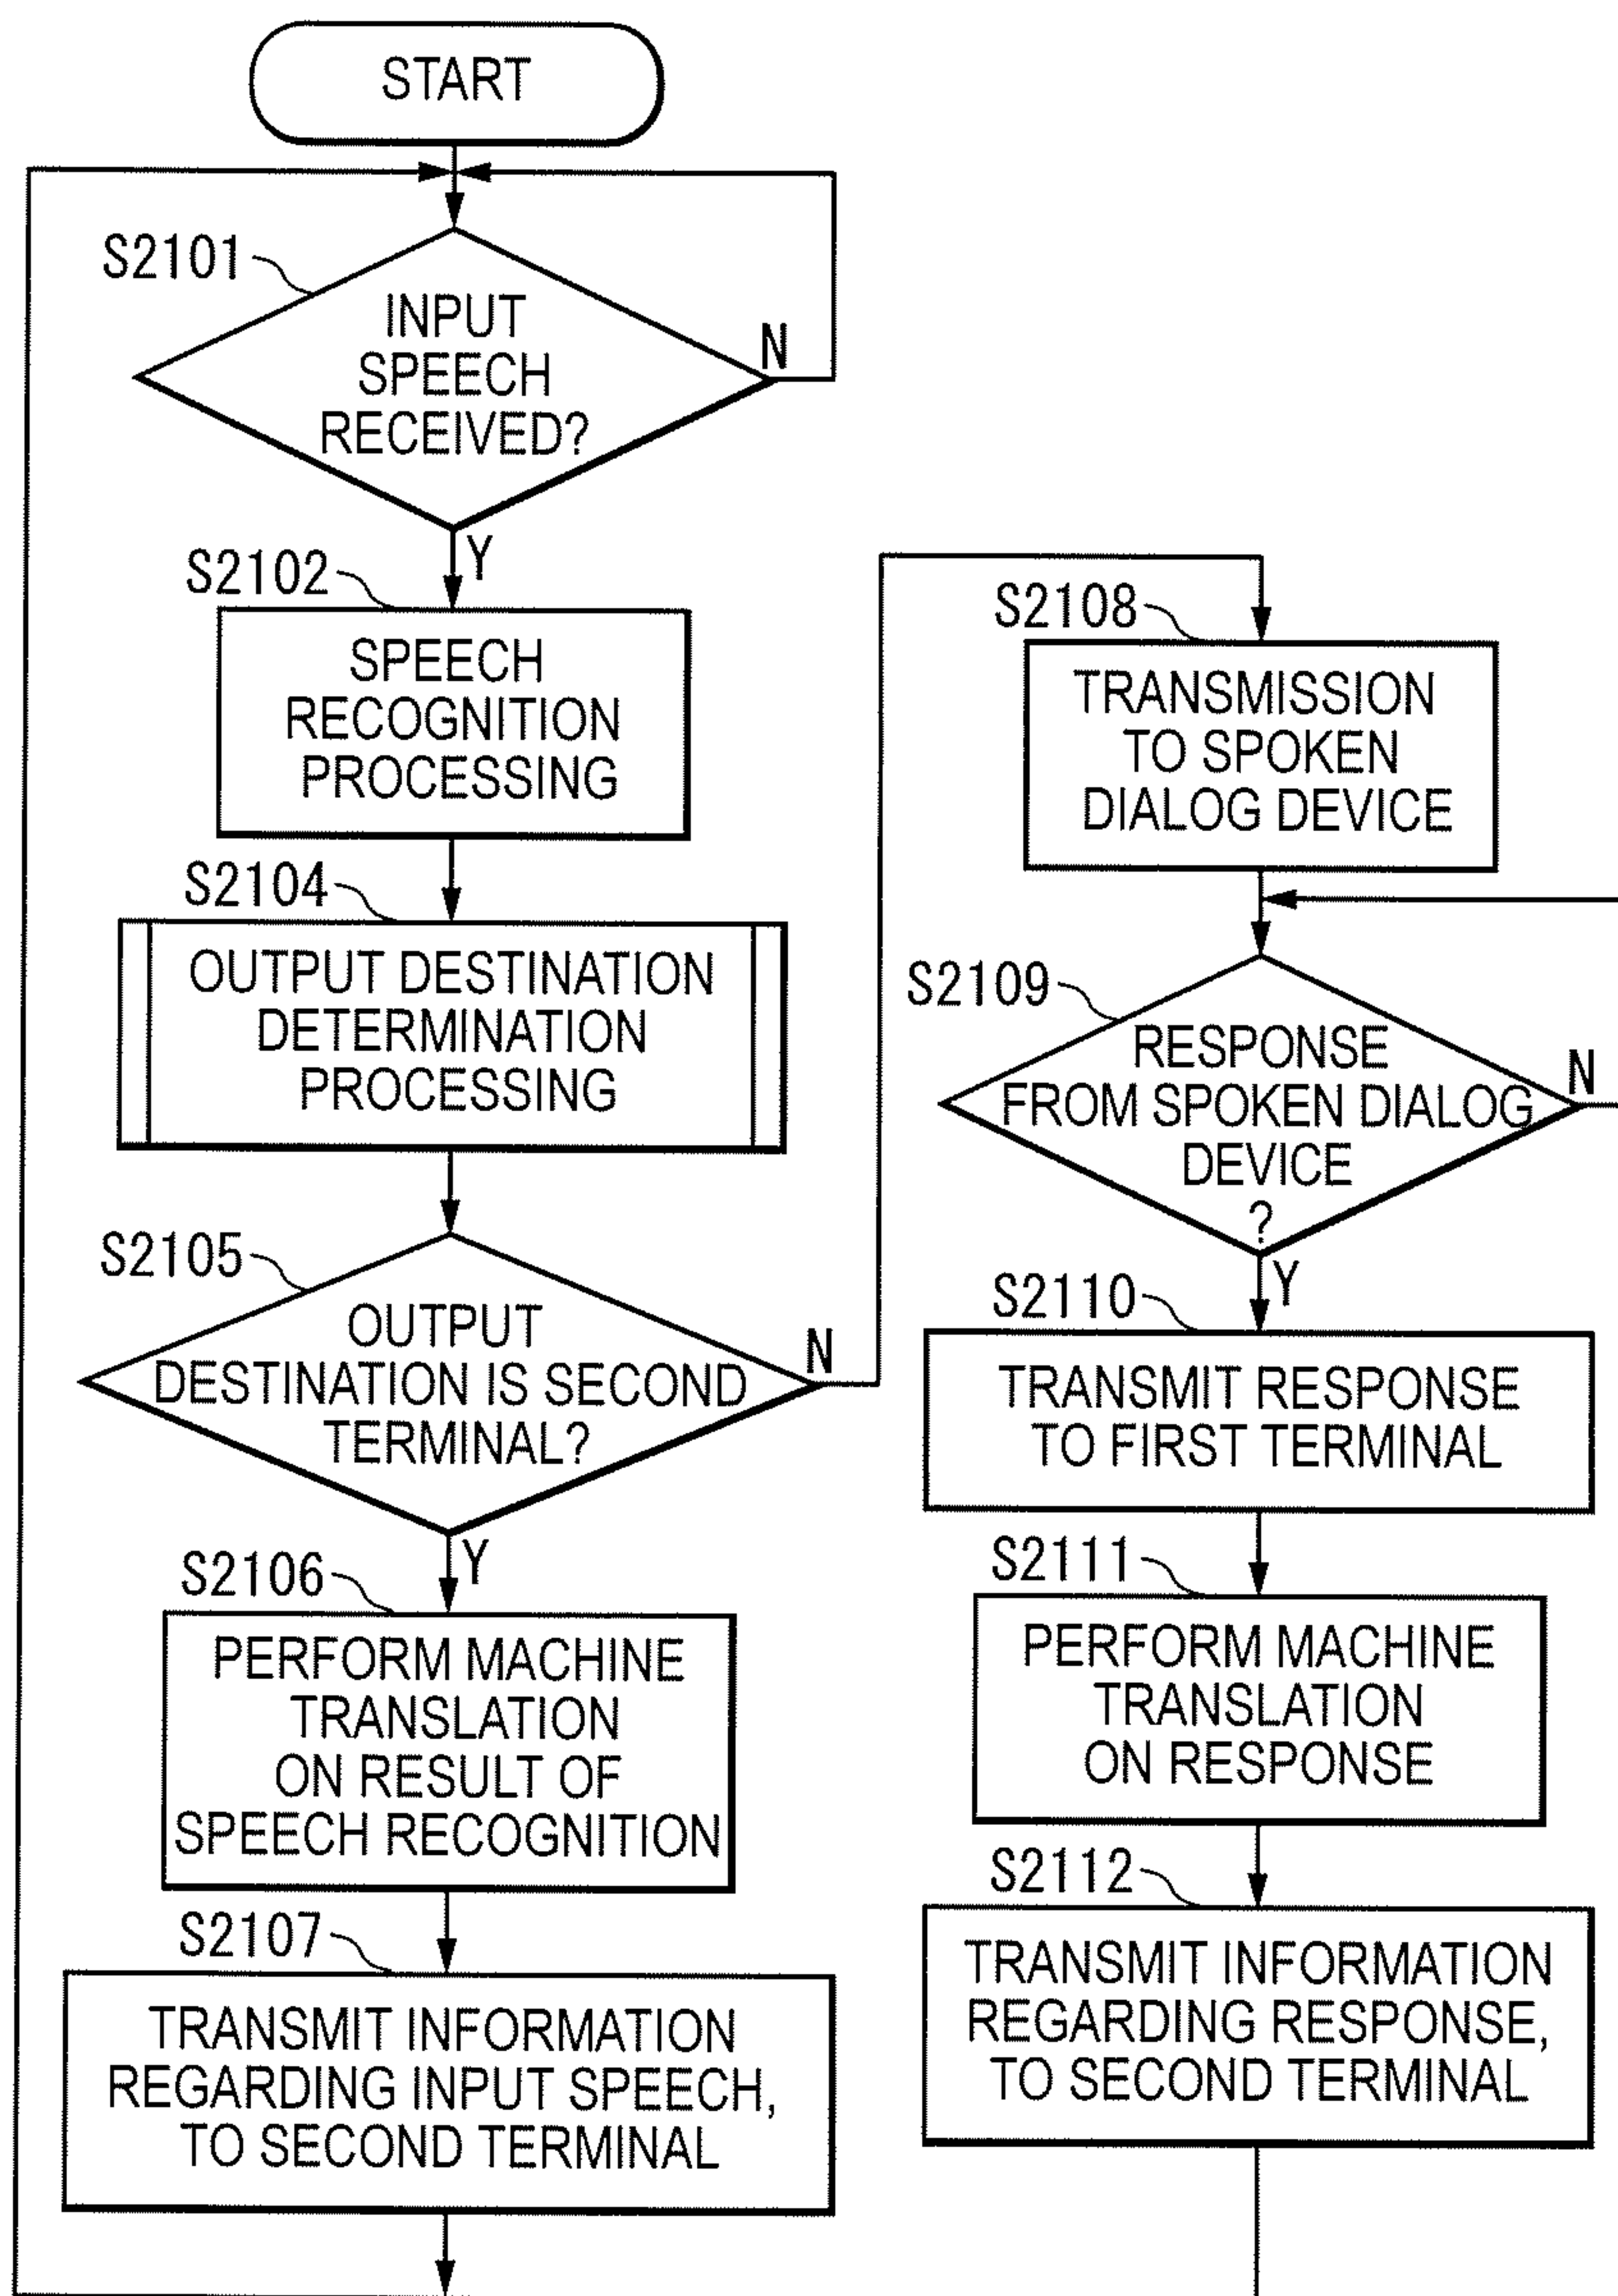 START
S2101
INPUT
SPEECH
RECEIVED?
N
Y
S2102
SPEECH
RECOGNITION
PROCESSING
S2104
OUTPUT DESTINATION
DETERMINATION
PROCESSING
S2105
OUTPUT
DESTINATION IS SECOND
TERMINAL?
N
Y
S2106
PERFORM MACHINE
TRANSLATION
ON RESULT OF
SPEECH RECOGNITION
S2107
TRANSMIT INFORMATION
REGARDING INPUT SPEECH,
TO SECOND TERMINAL
S2108
TRANSMISSION
TO SPOKEN
DIALOG DEVICE
S2109
RESPONSE
FROM SPOKEN DIALOG
DEVICE
?
N
Y
S2110
TRANSMIT RESPONSE
TO FIRST TERMINAL
S2111
PERFORM MACHINE
TRANSLATION
ON RESPONSE
S2112
TRANSMIT INFORMATION
REGARDING RESPONSE,
TO SECOND TERMINAL